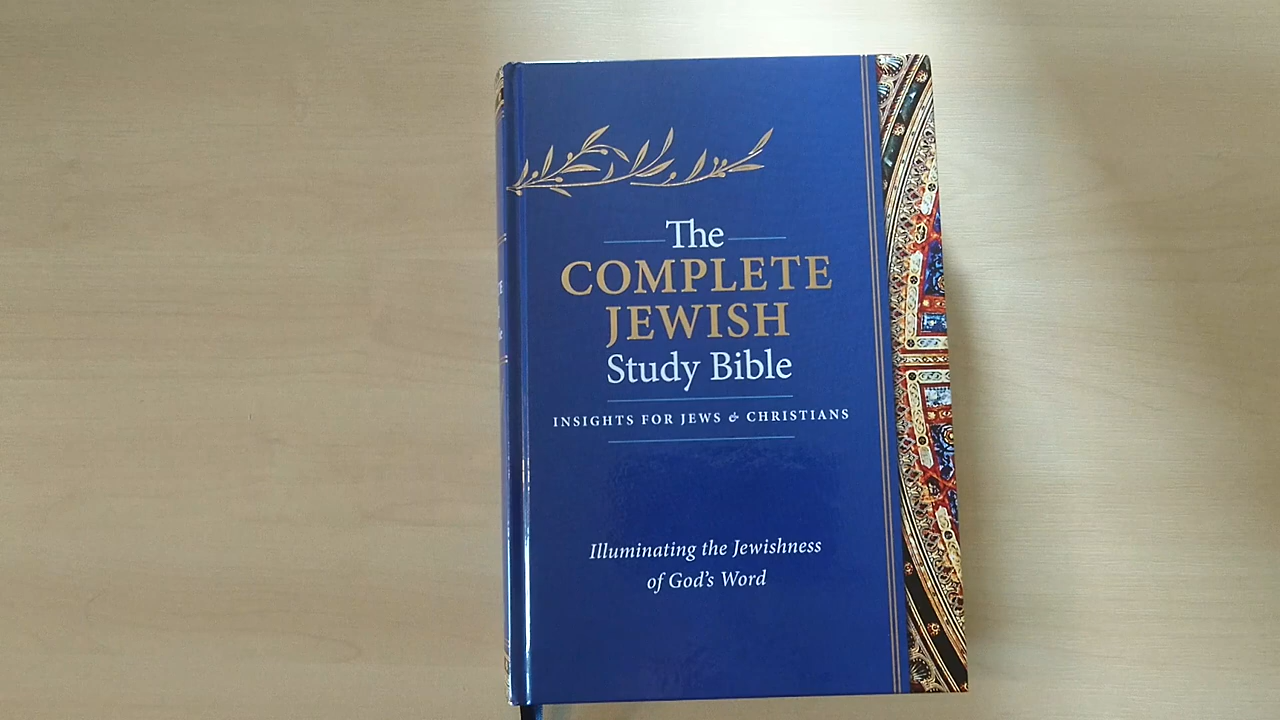 The
COMPLETE
JEWISH
Study Bible
INSIGHTS FOR JEWS & CHRISTIANS
Illuminating the Jewishness
of God's Word